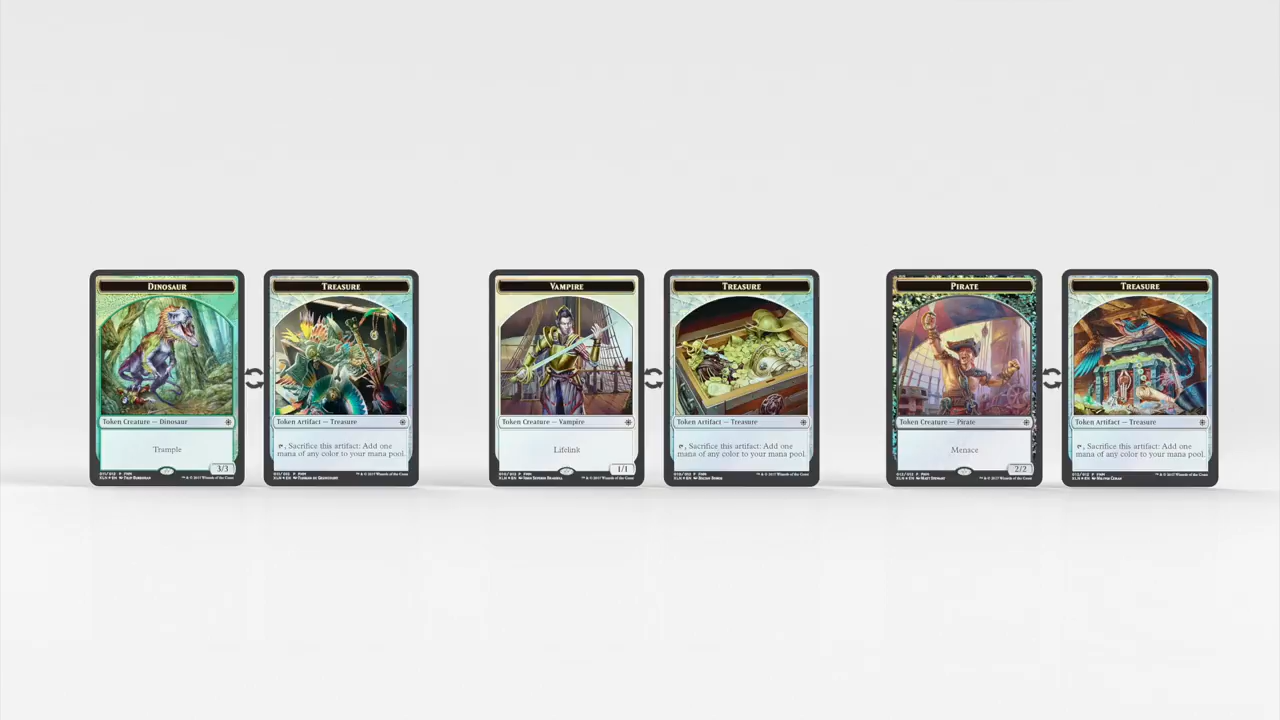 DINOSAUR
Token Creature — Dinosaur
Trample
3/3
TREASURE
Token Artifact — Treasure
, Sacrifice this artifact: Add one
mana of any color to your mana pool.
VAMPIRE
Token Creature — Vampire
Lifelink
1/1
TREASURE
Token Artifact — Treasure
, Sacrifice this artifact: Add one
mana of any color to your mana pool.
PIRATE
Token Creature — Pirate
Menace
2/2
TREASURE
Token Artifact — Treasure
, Sacrifice this artifact: Add one
mana of any color to your mana pool.